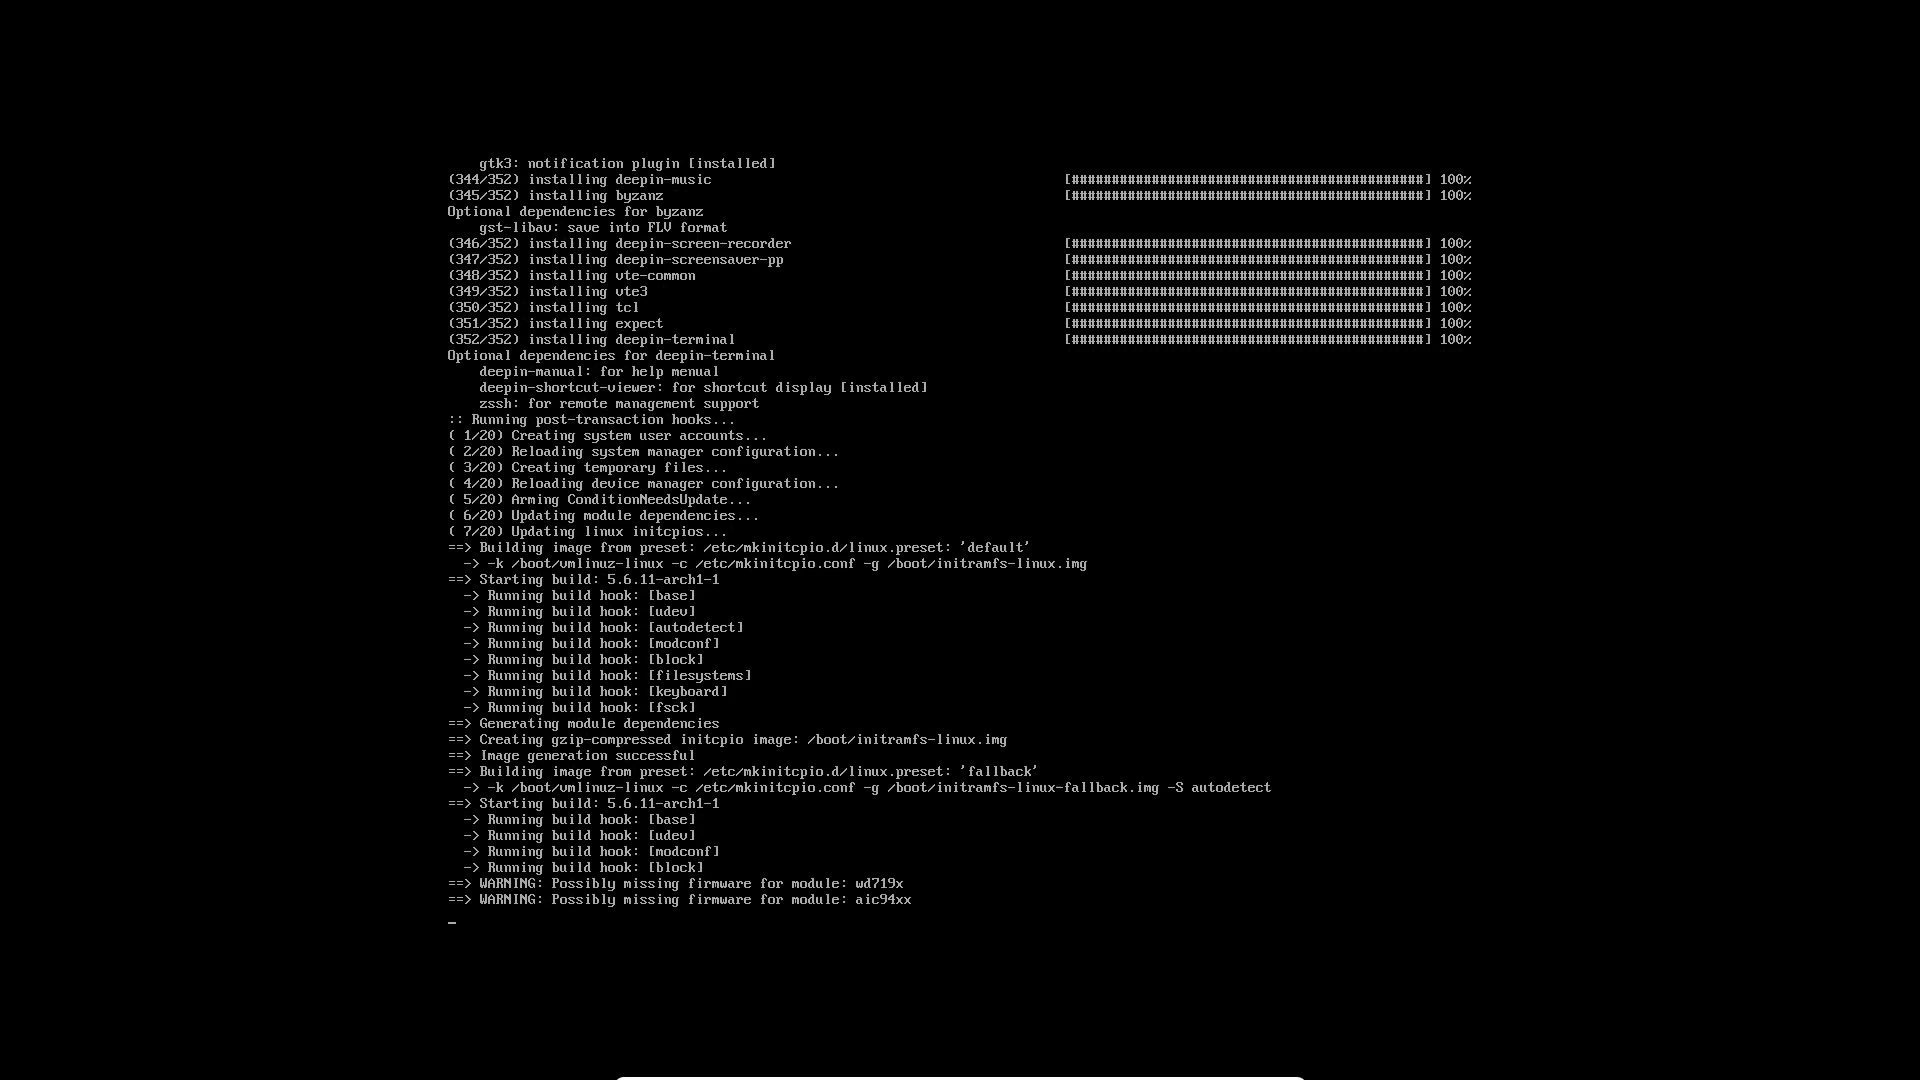 gtk3: notification plugin [installed]
(344/352) installing deepin-music [############################################] 100%
(345/352) installing byzanz [############################################] 100%
Optional dependencies for byzanz
gst-libav: save into FLV format
(346/352) installing deepin-screen-recorder [############################################] 100%
(347/352) installing deepin-screensaver-pp [############################################] 100%
(348/352) installing vte-common [############################################] 100%
(349/352) installing vte3 [############################################] 100%
(350/352) installing tcl [############################################] 100%
(351/352) installing expect [############################################] 100%
(352/352) installing deepin-terminal [############################################] 100%
Optional dependencies for deepin-terminal
deepin-manual: for help menual
deepin-shortcut-viewer: for shortcut display [installed]
zssh: for remote management support
:: Running post-transaction hooks...
( 1/20) Creating system user accounts...
( 2/20) Reloading system manager configuration...
( 3/20) Creating temporary files...
( 4/20) Reloading device manager configuration...
( 5/20) Arming ConditionNeedsUpdate...
( 6/20) Updating module dependencies...
( 7/20) Updating linux initcpios...
==> Building image from preset: /etc/mkinitcpio.d/linux.preset: 'default'
-> -k /boot/vmlinuz-linux -c /etc/mkinitcpio.conf -g /boot/initramfs-linux.img
==> Starting build: 5.6.11-arch1-1
-> Running build hook: [base]
-> Running build hook: [udev]
-> Running build hook: [autodetect]
-> Running build hook: [modconf]
-> Running build hook: [block]
-> Running build hook: [filesystems]
-> Running build hook: [keyboard]
-> Running build hook: [fsck]
==> Generating module dependencies
==> Creating gzip-compressed initcpio image: /boot/initramfs-linux.img
==> Image generation successful
==> Building image from preset: /etc/mkinitcpio.d/linux.preset: 'fallback'
-> -k /boot/vmlinuz-linux -c /etc/mkinitcpio.conf -g /boot/initramfs-linux-fallback.img -S autodetect
==> Starting build: 5.6.11-arch1-1
-> Running build hook: [base]
-> Running build hook: [udev]
-> Running build hook: [modconf]
-> Running build hook: [block]
==> WARNING: Possibly missing firmware for module: wd719x
==> WARNING: Possibly missing firmware for module: aic94xx
_